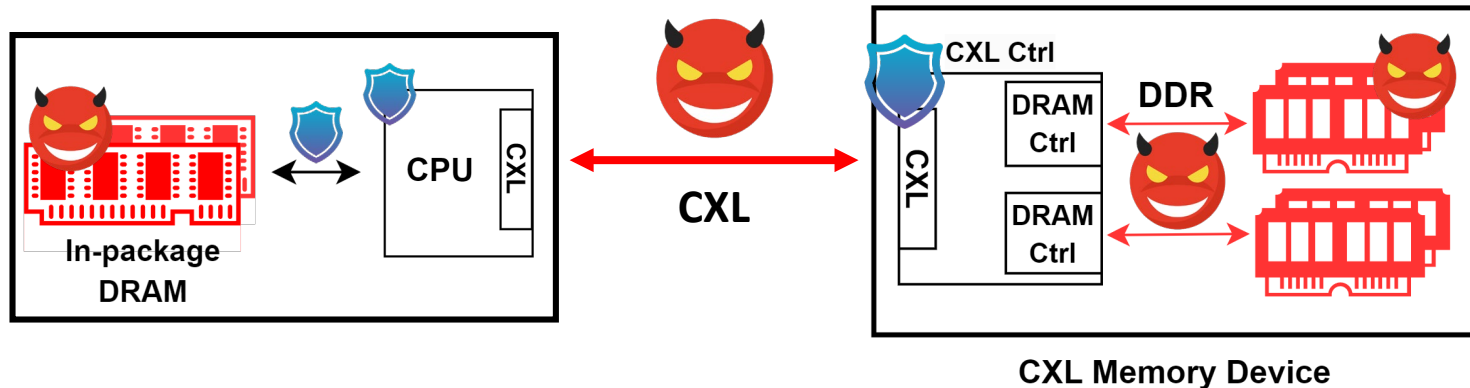 In-package
DRAM
CPU
CXL
CXL
CXL Ctrl
CXL
DRAM
Ctrl
DRAM
Ctrl
DDR
CXL Memory Device